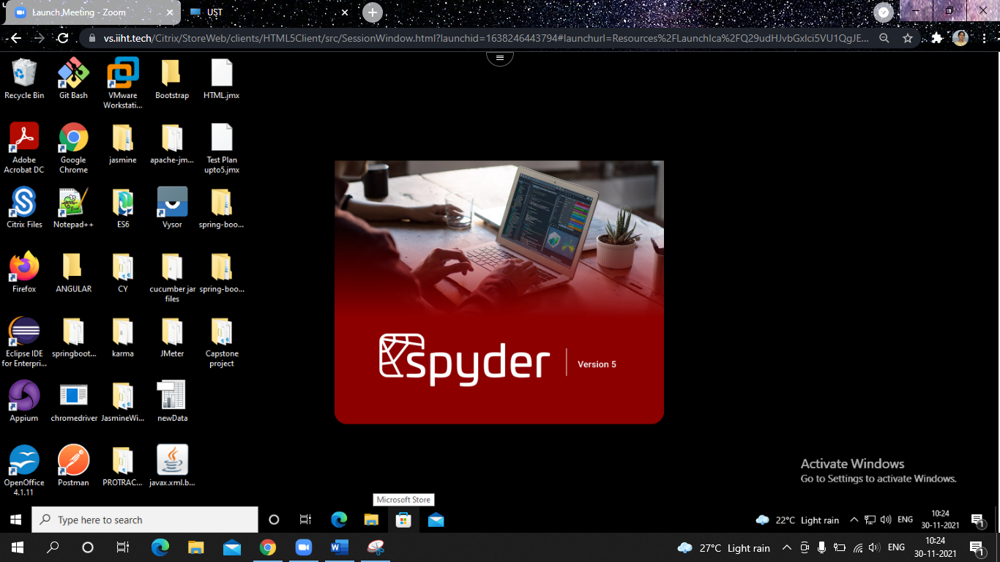 Launch Meeting - Zoom
UST
vs.iiht.tech/Citrix/StoreWeb/clients/HTML5Client/src/SessionWindow.html?launchid=1638246443794#launchurl=Resources%2FLaunchIca%2FQ29udHJvbGxlci5VU1QgJE...
Recycle Bin
Git Bash
VMware
Workstati...
Bootstrap
HTML.jmx
Adobe
Acrobat DC
Google
Chrome
jasmine
apache-jm...
Test Plan
upto5.jmx
Citrix Files
Notepad++
ES6
Vysor
spring-boo...
Firefox
ANGULAR
CY
cucumber jar
files
spring-boo...
Eclipse IDE
for Enterpri...
springboot...
karma
JMeter
Capstone
project
Appium
chromedriver
JasmineWi...
newData
OpenOffice
4.1.11
Postman
PROTRAC...
javax.xml.b...
spyder
Version 5
Activate Windows
Go to Settings to activate Windows.
Microsoft Store
Type here to search
22°C Light rain
ENG
10:24
30-11-2021
1
27°C Light rain
ENG
10:24
30-11-2021
1